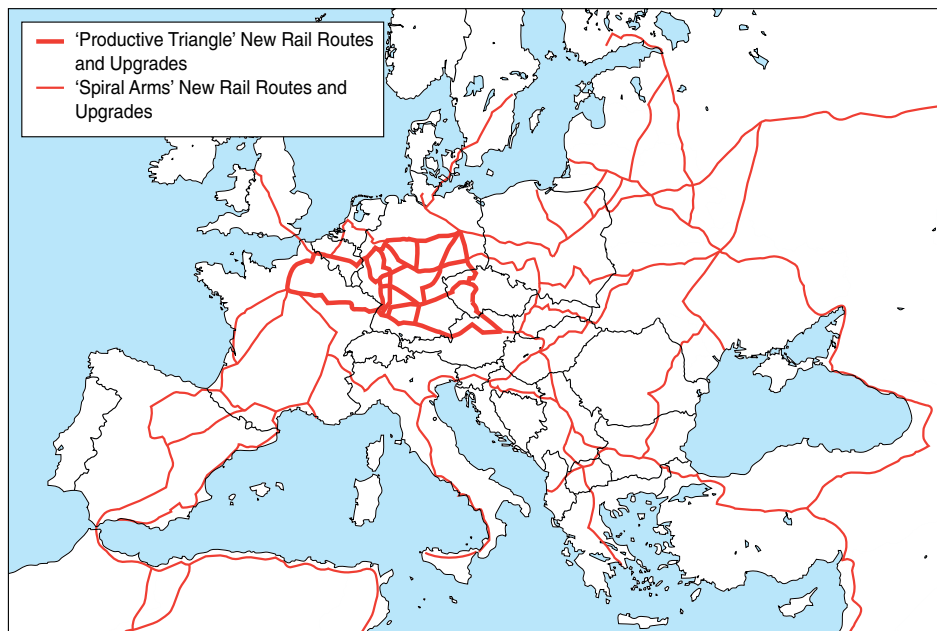 ‘Productive Triangle’ New Rail Routes
and Upgrades
‘Spiral Arms’ New Rail Routes and
Upgrades